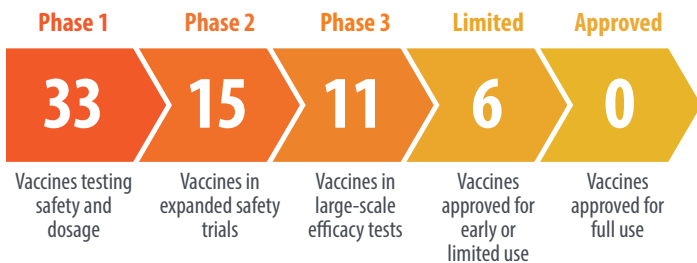 Phase 1 Phase 2 Phase 3 Limited Approved
33 15 11 6 0
Vaccines testing
safety and
dosage
Vaccines in
expanded safety
trials
Vaccines in
large-scale
efficacy tests
Vaccines
approved for
early or
limited use
Vaccines
approved for
full use